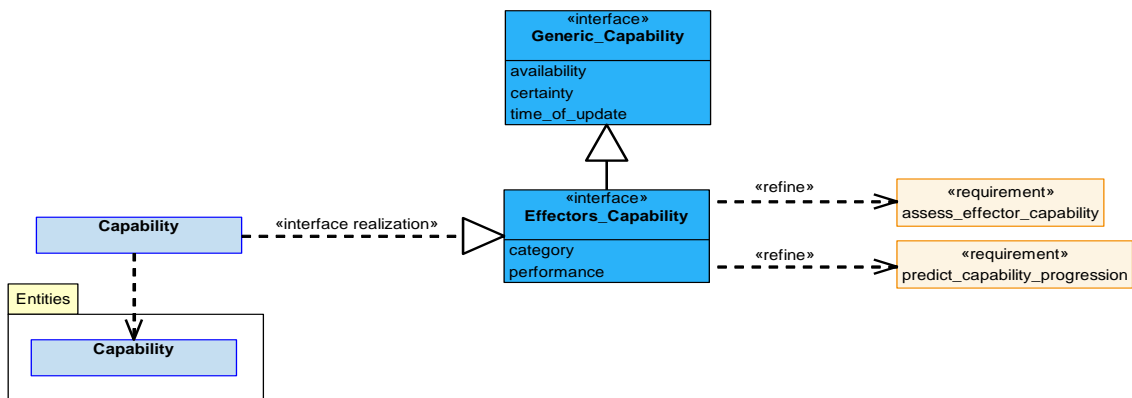 «interface»
Generic_Capability
availability
certainty
time_of_update
«interface»
Effectors_Capability
category
performance
«refine»
«requirement»
assess_effector_capability
«refine»
«requirement»
predict_capability_progression
Capability
«interface realization»
Entities
Capability